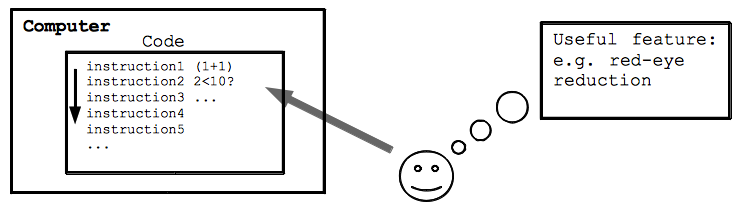 Computer
Code
instruction1 (1+1)
instruction2 2<10?
instruction3 ...
instruction4
instruction5
...
Useful feature:
e.g. red-eye
reduction